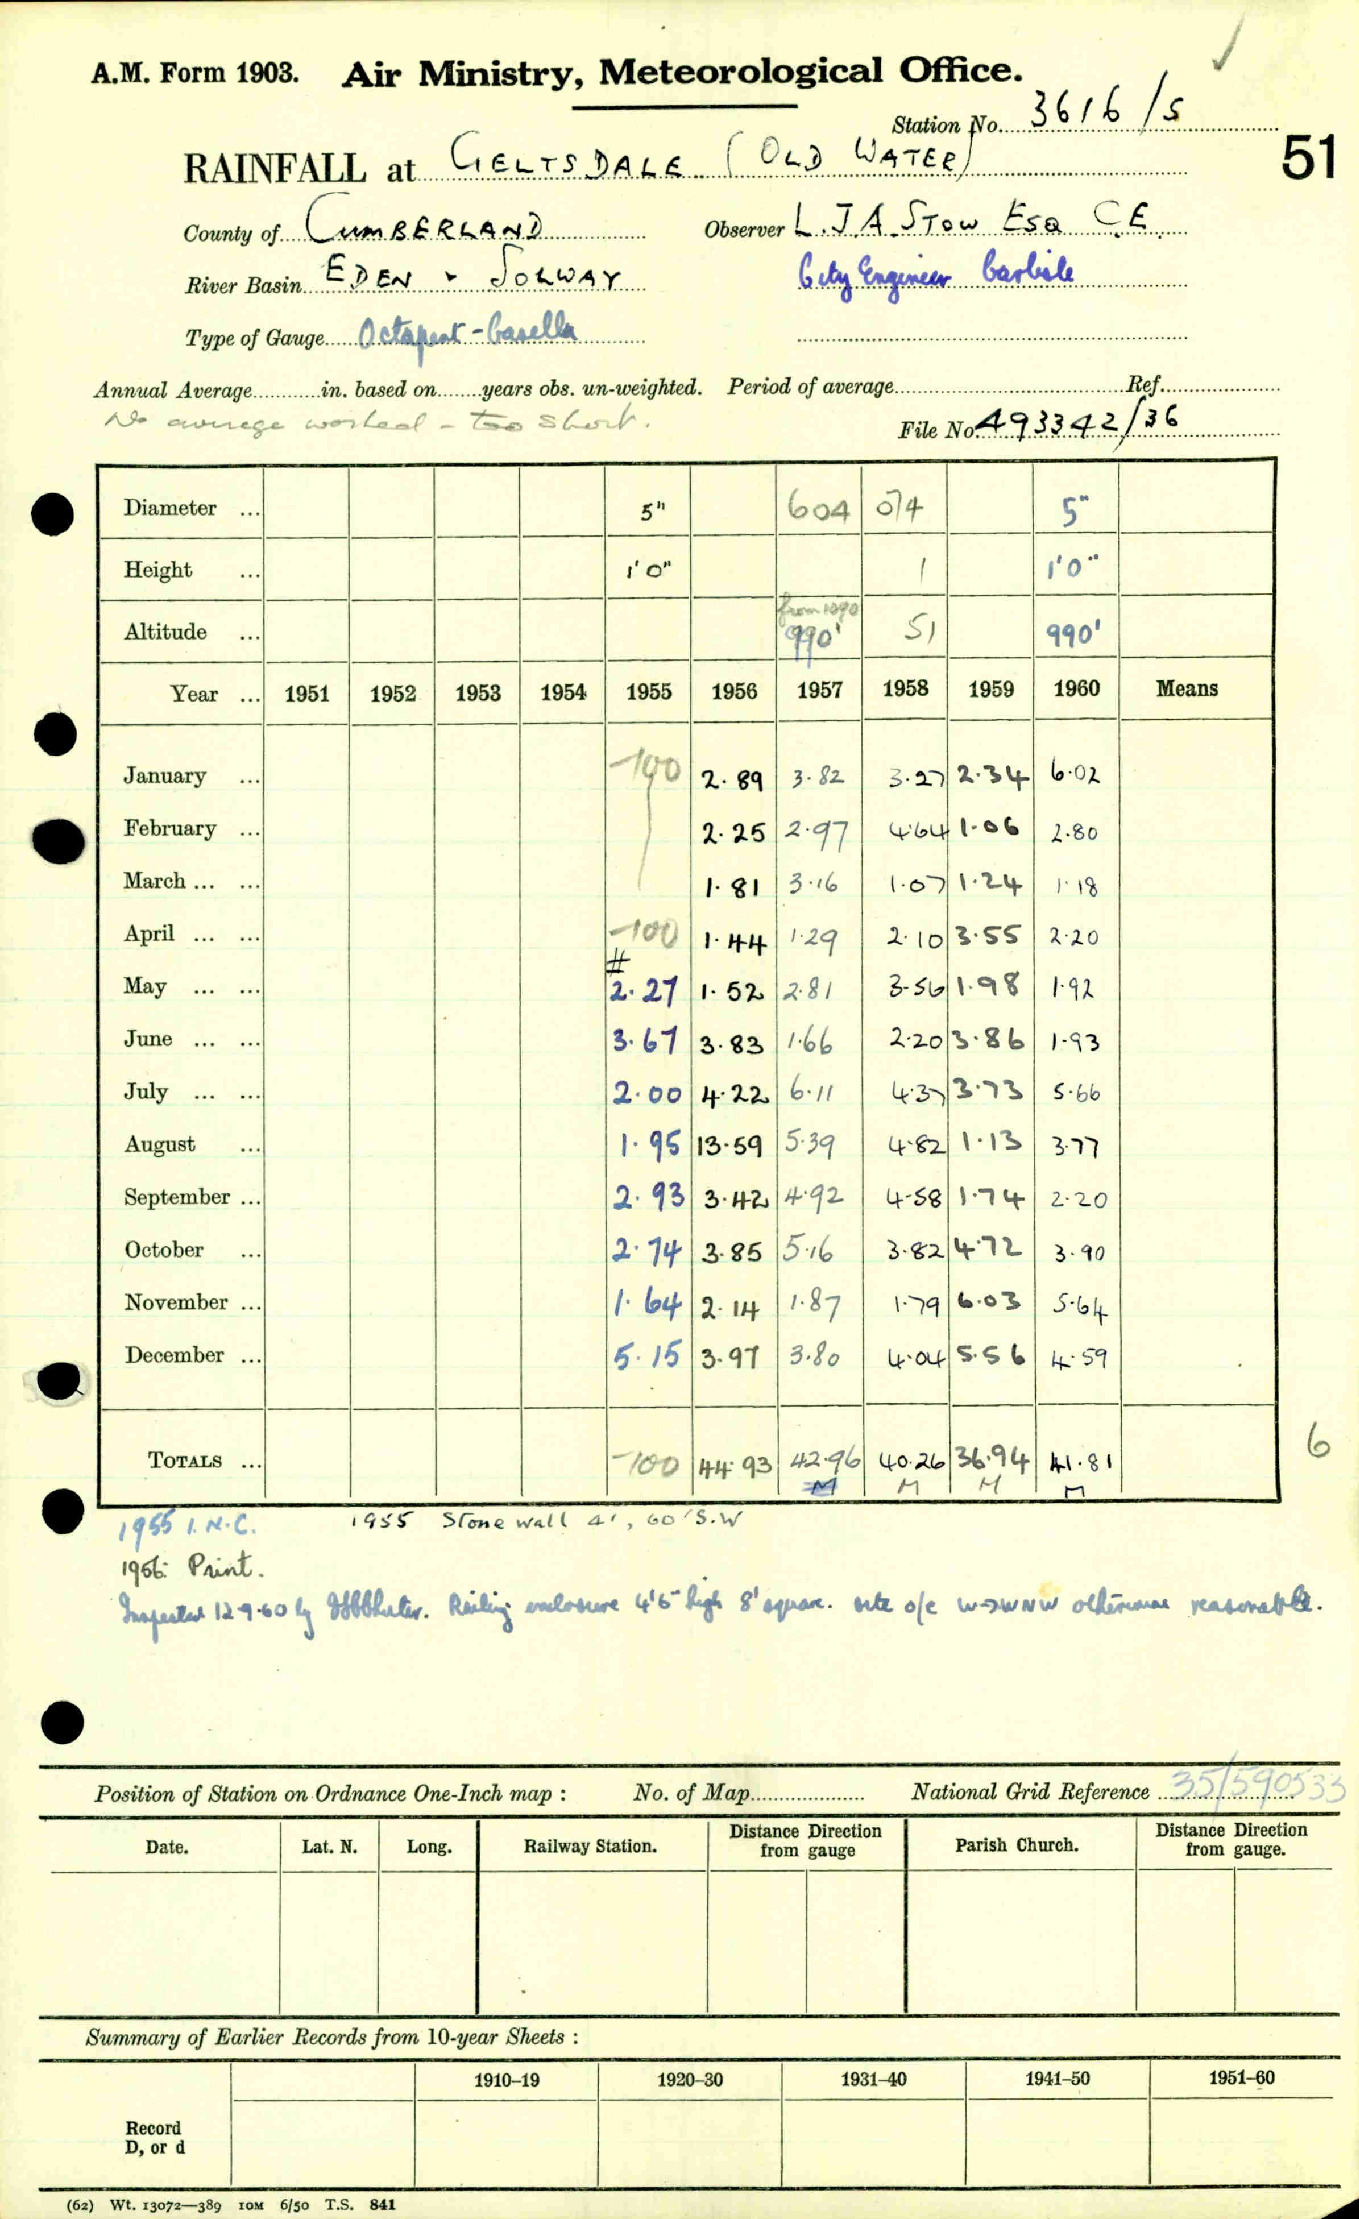 A.M. Form 1903. Air Ministry, Meteorological Office.
Station No. 3616/5
RAINFALL at GELTSDALE (OLD WATER)
51
County of CUMBERLAND Observer L.J.A. STOW ESQ C.E.
River Basin EDEN & SOLWAY City Engineer Carlisle
Type of Gauge Octapent - Casella
Annual Average in. based on years obs. un-weighted. Period of average Ref.
No average worked - too short.
File No. 493342/36
Diameter ... 5" 604 074 5"
Height ... 1'0" 1 1'0"
Altitude ... from 1090 990' 51 990'
Year ... 1951 1952 1953 1954 1955 1956 1957 1958 1959 1960 Means
January ... -100 2.89 3.82 3.27 2.34 6.02
February ... 2.25 2.97 4.64 1.06 2.80
March ... ... 1.81 3.16 1.07 1.24 1.18
April ... ... -100 1.44 1.29 2.10 3.55 2.20
#
May ... ... 2.27 1.52 2.81 3.56 1.98 1.92
June ... ... 3.67 3.83 1.66 2.20 3.86 1.93
July ... ... 2.00 4.22 6.11 4.37 3.73 5.66
August ... 1.95 13.59 5.39 4.82 1.13 3.77
September ... 2.93 3.42 4.92 4.58 1.74 2.20
October ... 2.74 3.85 5.16 3.82 4.72 3.90
November ... 1.64 2.14 1.87 1.79 6.03 5.64
December ... 5.15 3.97 3.80 4.04 5.56 4.59
TOTALS ... -100 44.93 42.96 40.26 36.94 41.81
M M M M
6
1955 I.N.C. 1955 Stone wall 4', 60' S.W
1956: Print.
Inspected 12.9.60 by Railing enclosure 4'6" high 8' square. site o/e W→WNW otherwise reasonable.
Position of Station on Ordnance One-Inch map : No. of Map National Grid Reference 35/590533
Date. Lat. N. Long. Railway Station. Distance from gauge Direction Parish Church. Distance from gauge. Direction
Summary of Earlier Records from 10-year Sheets :
1910-19 1920-30 1931-40 1941-50 1951-60
Record
D, or d
(62) Wt. 13072—389 10M 6/50 T.S. 841